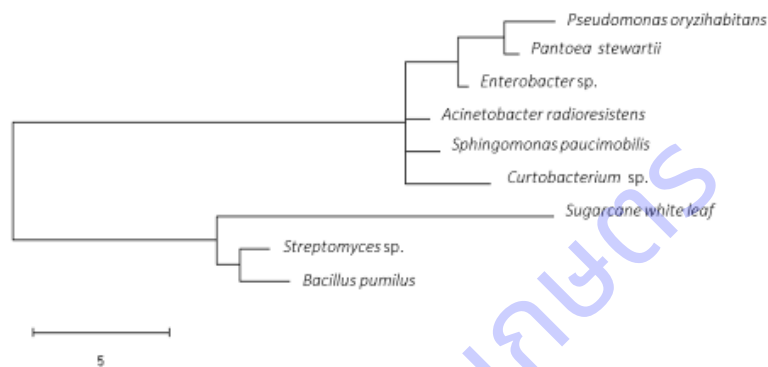 Pseudomonas oryzihabitans
Pantoea stewartii
Enterobacter sp.
Acinetobacter radioresistens
Sphingomonas paucimobilis
Curtobacterium sp.
Sugarcane white leaf
Streptomyces sp.
Bacillus pumilus
5